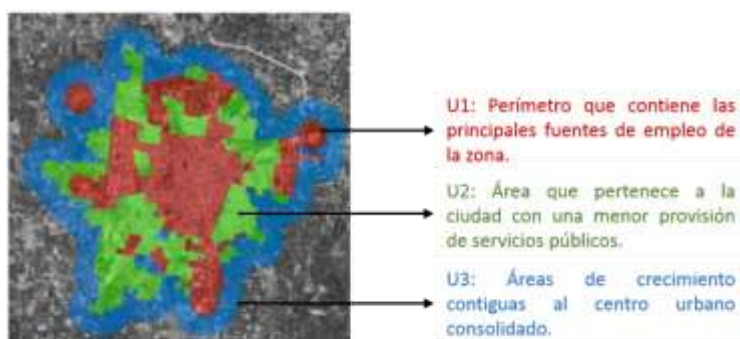 U1: Perímetro que contiene las
principales fuentes de empleo de
la zona.
U2: Área que pertenece a la
ciudad con una menor provisión
de servicios públicos.
U3: Áreas de crecimiento
contiguas al centro urbano
consolidado.